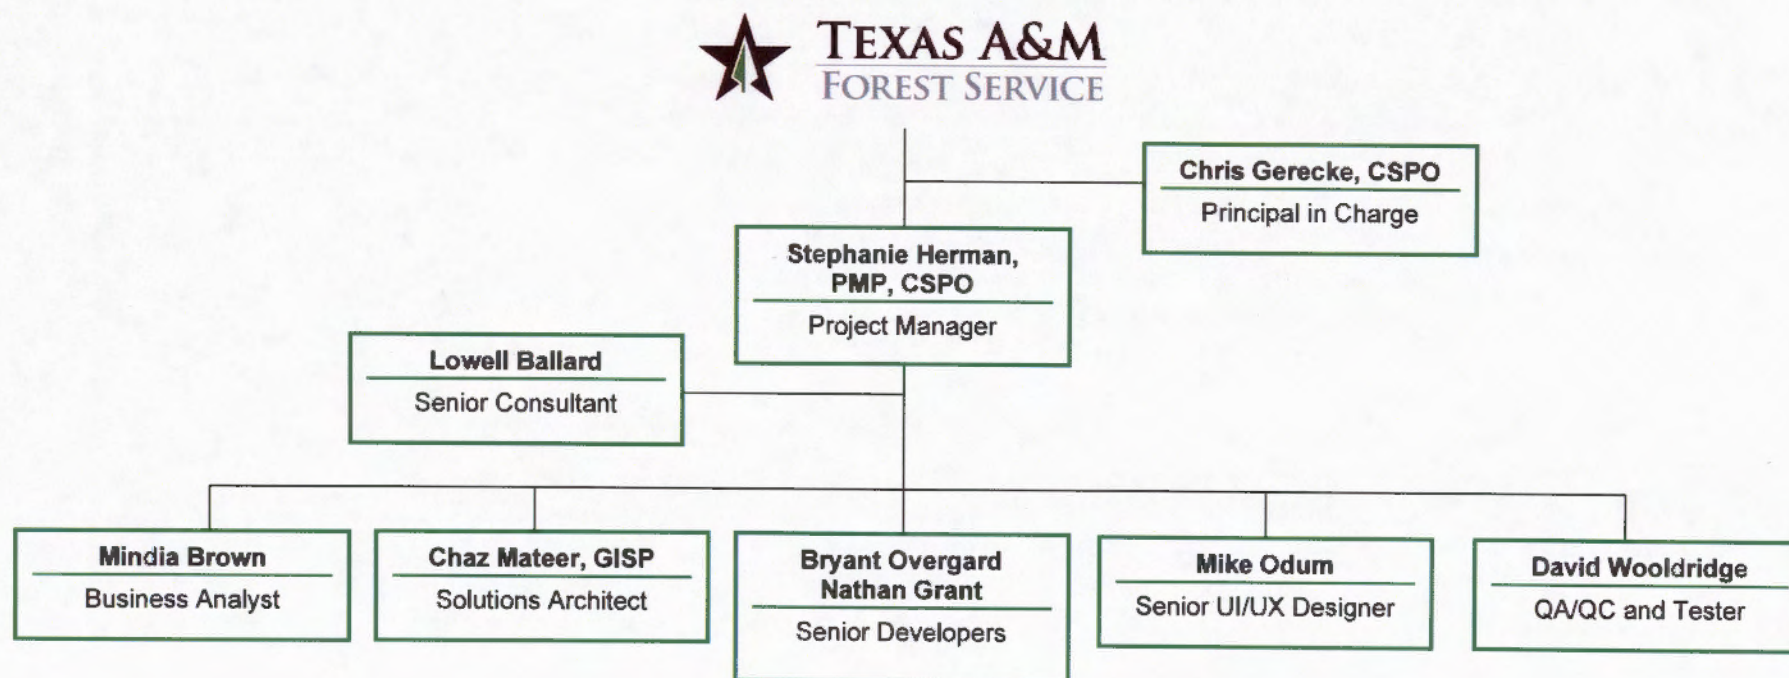 TEXAS A&M
FOREST SERVICE
Chris Gerecke, CSPO
Principal in Charge
Stephanie Herman,
PMP, CSPO
Project Manager
Lowell Ballard
Senior Consultant
Mindia Brown
Business Analyst
Chaz Mateer, GISP
Solutions Architect
Bryant Overgard
Nathan Grant
Senior Developers
Mike Odum
Senior UI/UX Designer
David Wooldridge
QA/QC and Tester